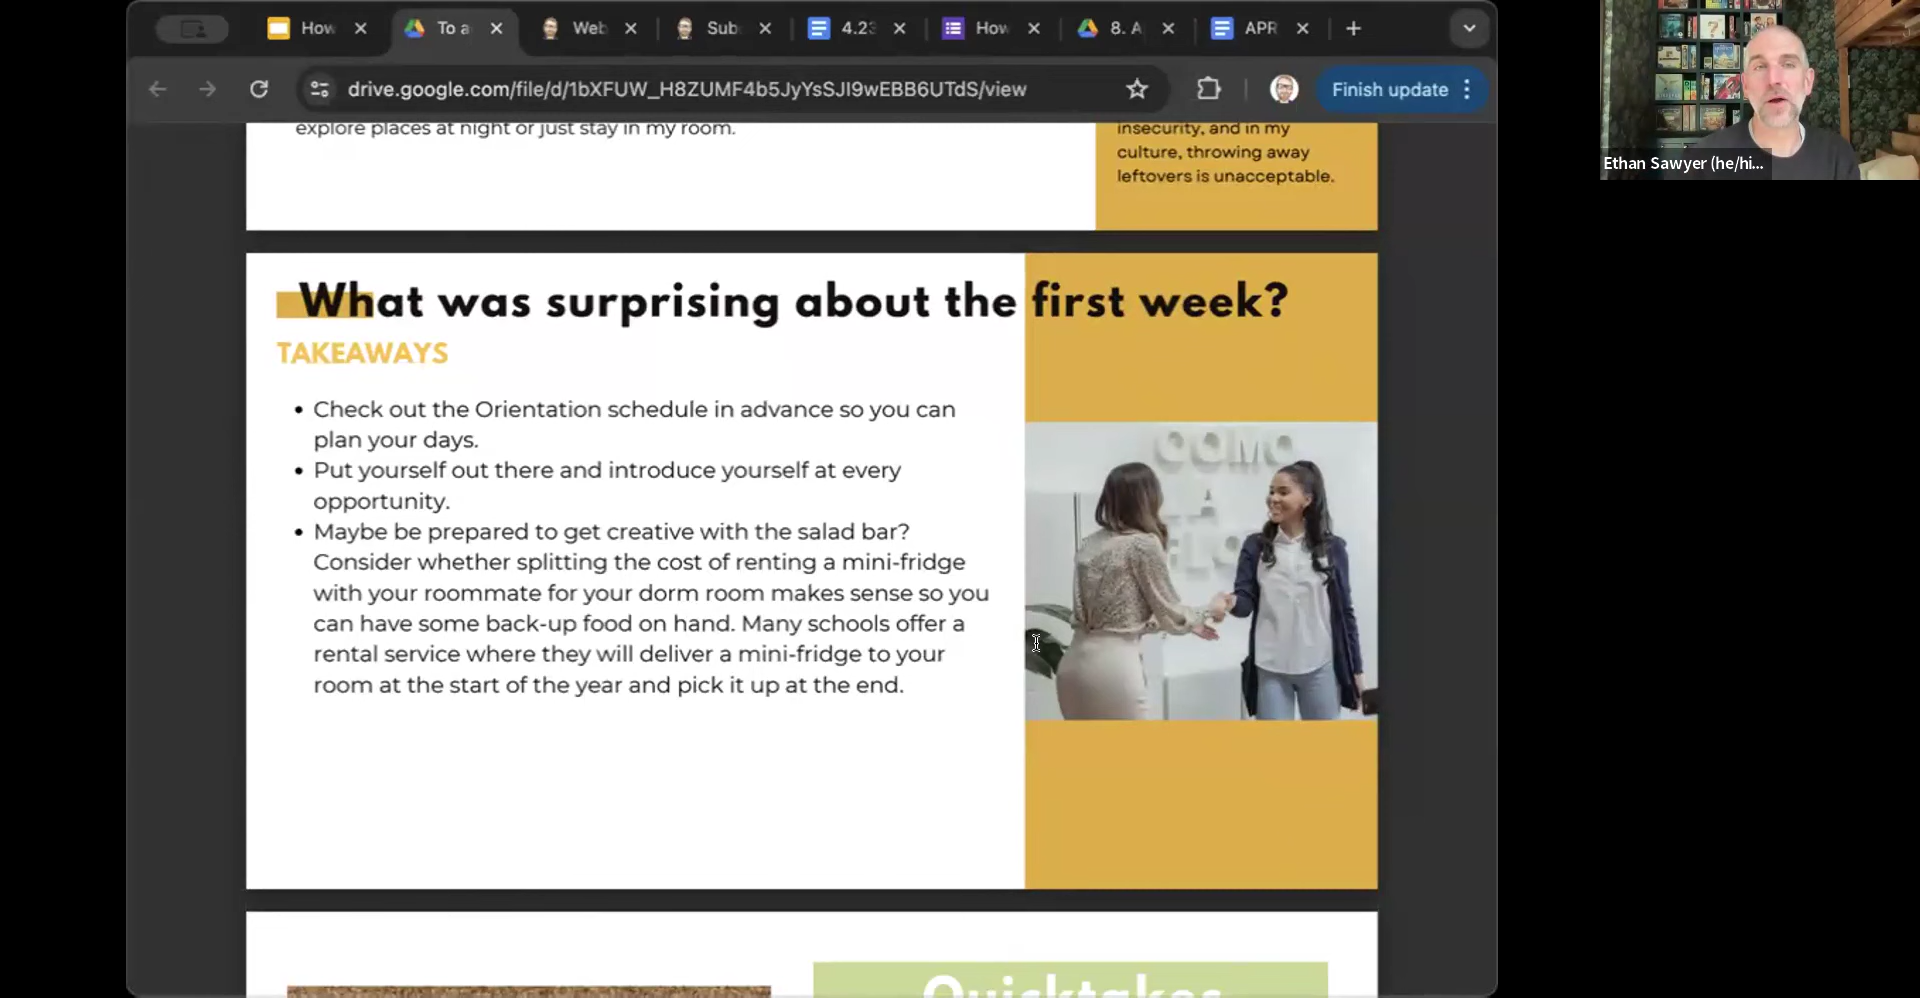 How
To a
Web
Sub
4.23
How
8. A
APR
drive.google.com/file/d/1bXFUW_H8ZUMF4b5JyYsSJI9wEBB6UTdS/view
Finish update
Ethan Sawyer (he/hi...
explore places at night or just stay in my room.
insecurity, and in my
culture, throwing away
leftovers is unacceptable.
What was surprising about the first week?
TAKEAWAYS
• Check out the Orientation schedule in advance so you can
plan your days.
• Put yourself out there and introduce yourself at every
opportunity.
• Maybe be prepared to get creative with the salad bar?
Consider whether splitting the cost of renting a mini-fridge
with your roommate for your dorm room makes sense so you
can have some back-up food on hand. Many schools offer a
rental service where they will deliver a mini-fridge to your
room at the start of the year and pick it up at the end.
Quicktakes